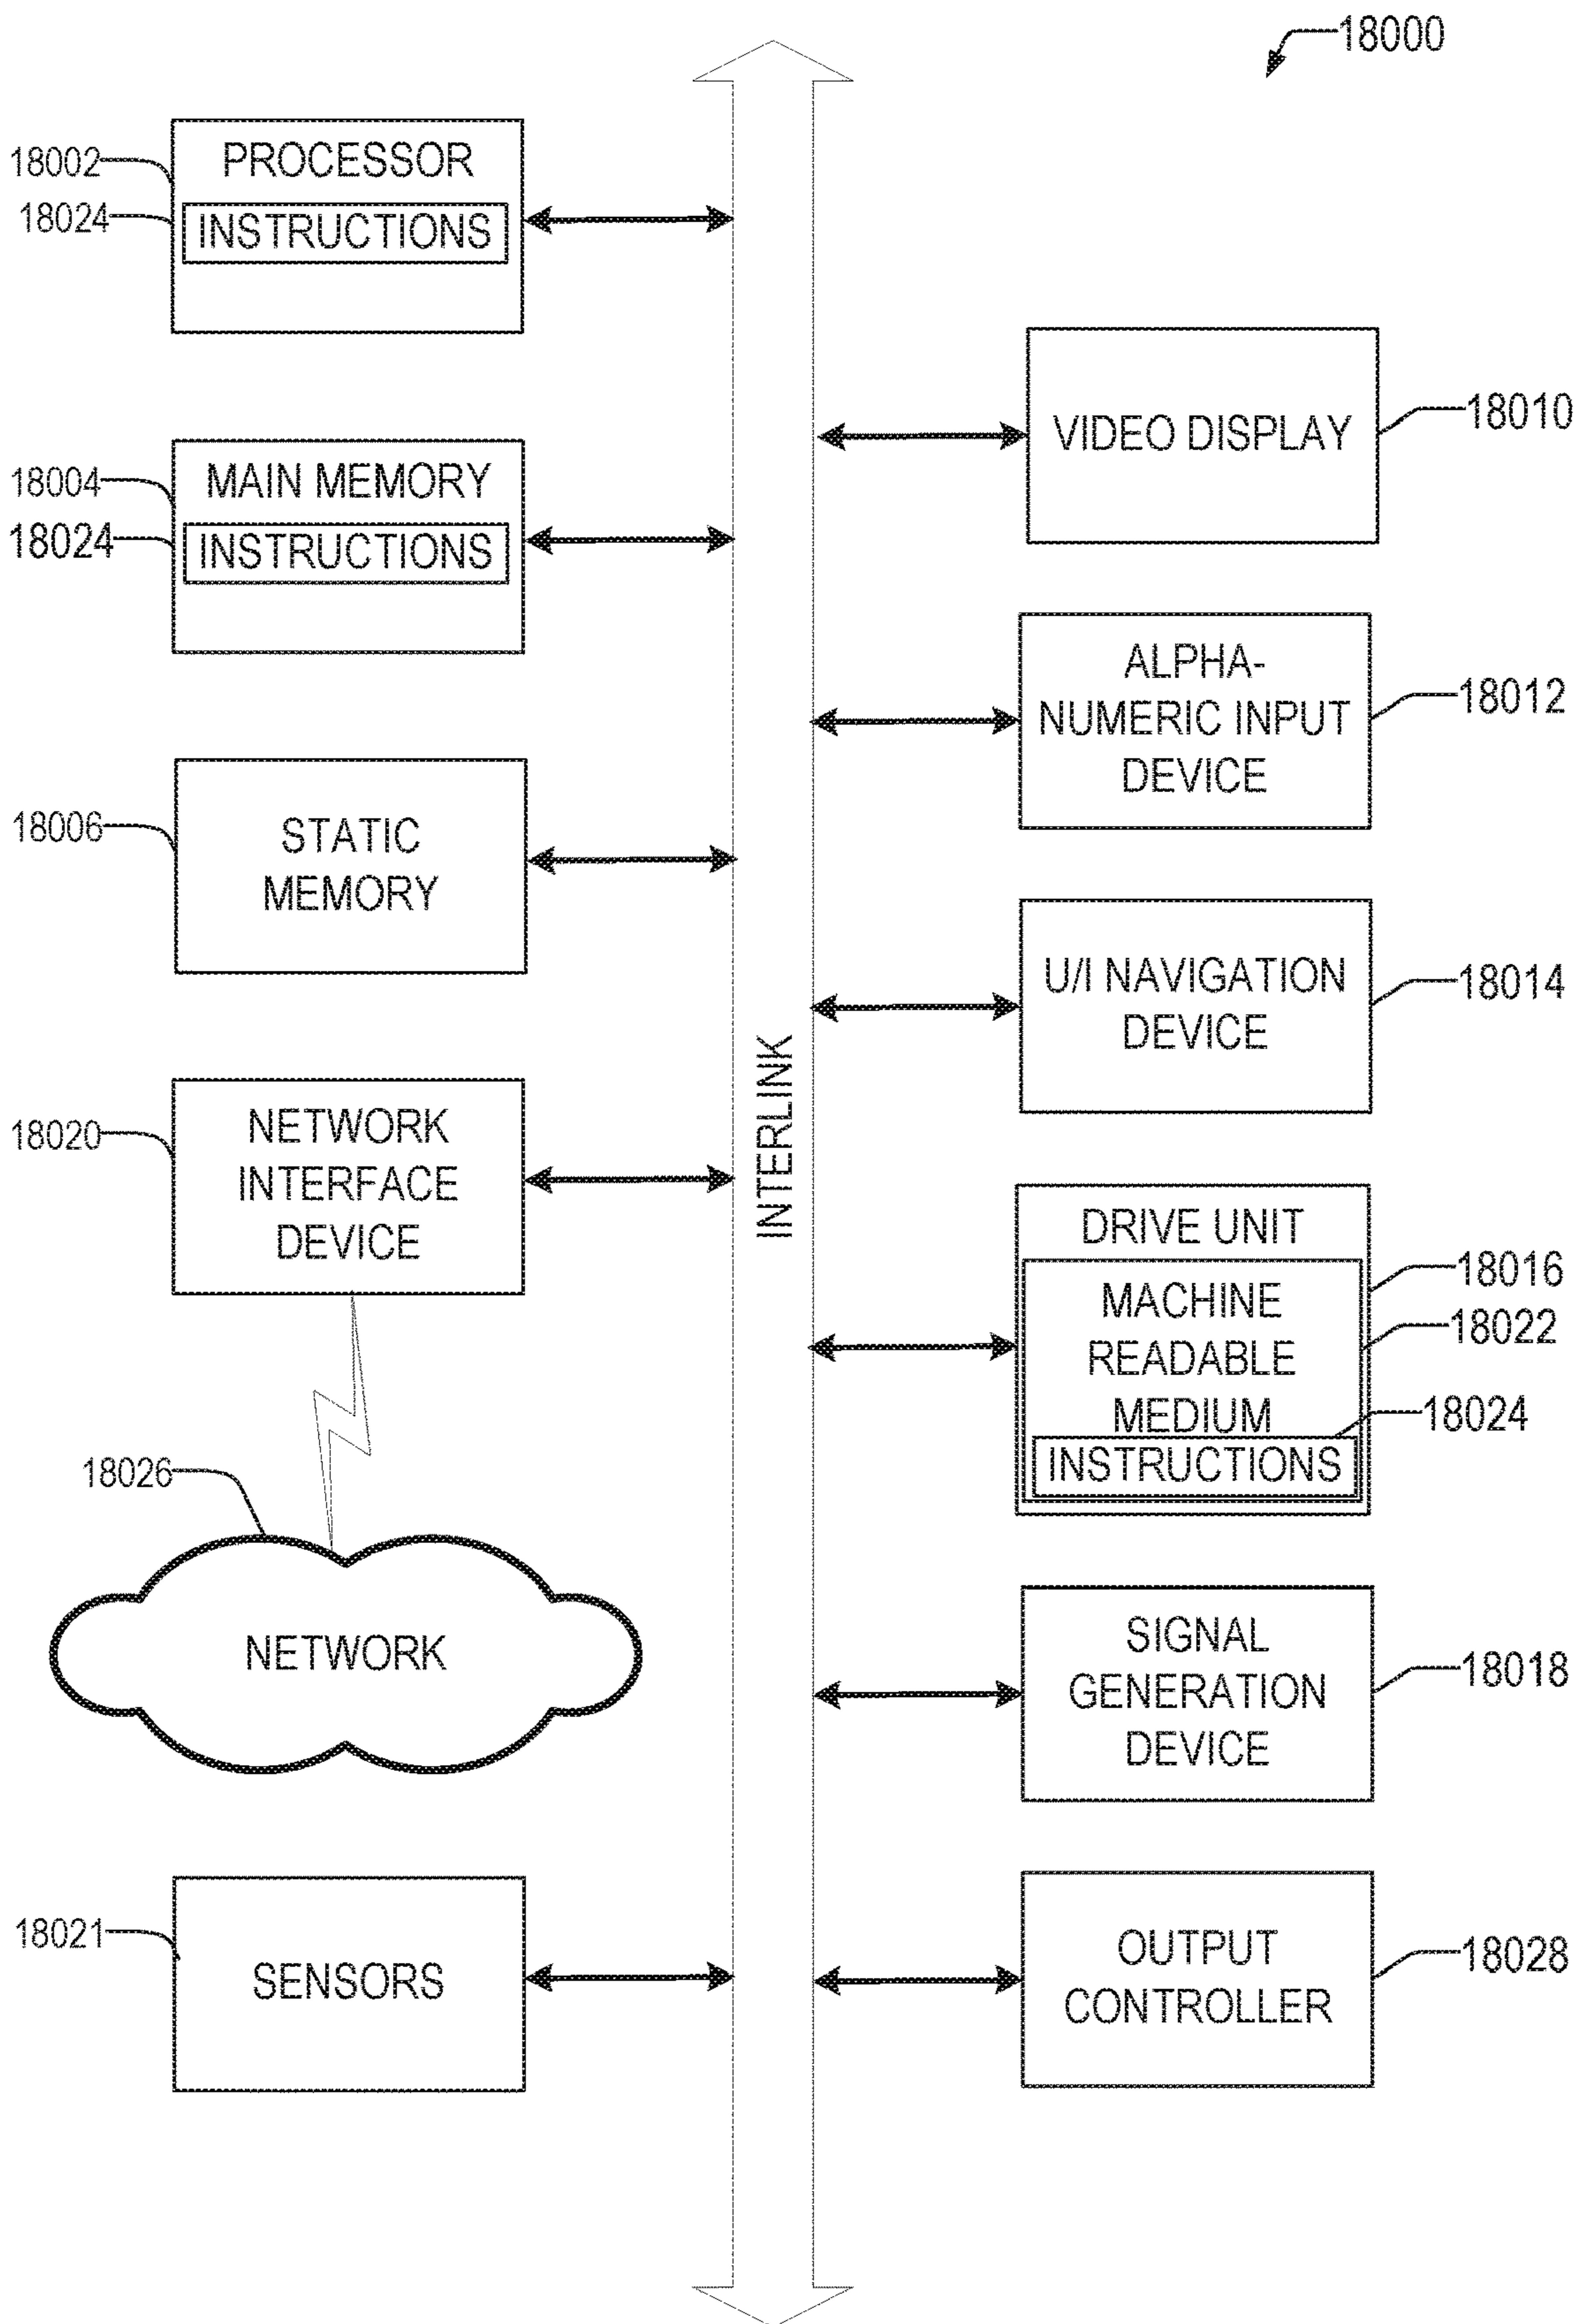 18000
18002
PROCESSOR
18024
INSTRUCTIONS
18004
MAIN MEMORY
18024
INSTRUCTIONS
18006
STATIC
MEMORY
18020
NETWORK
INTERFACE
DEVICE
18026
NETWORK
18021
SENSORS
INTERLINK
VIDEO DISPLAY
18010
ALPHA-
NUMERIC INPUT
DEVICE
18012
U/I NAVIGATION
DEVICE
18014
DRIVE UNIT
18016
MACHINE
READABLE
MEDIUM
18022
18024
INSTRUCTIONS
SIGNAL
GENERATION
DEVICE
18018
OUTPUT
CONTROLLER
18028